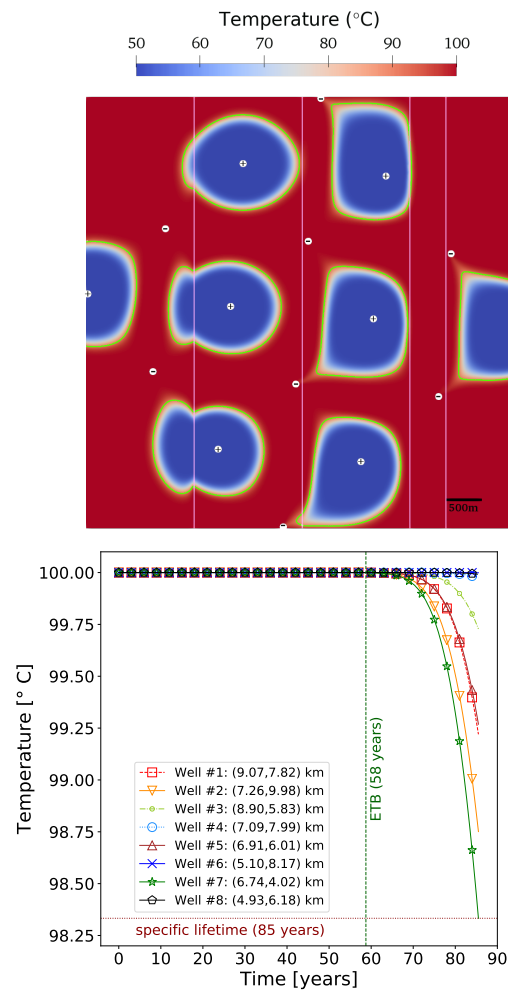 Temperature (°C)
50 60 70 80 90 100
500m
100.00
99.75
99.50
99.25
99.00
98.75
98.50
98.25
Temperature [° C]
ETB (58 years)
Well #1: (9.07,7.82) km
Well #2: (7.26,9.98) km
Well #3: (8.90,5.83) km
Well #4: (7.09,7.99) km
Well #5: (6.91,6.01) km
Well #6: (5.10,8.17) km
Well #7: (6.74,4.02) km
Well #8: (4.93,6.18) km
specific lifetime (85 years)
0 10 20 30 40 50 60 70 80 90
Time [years]